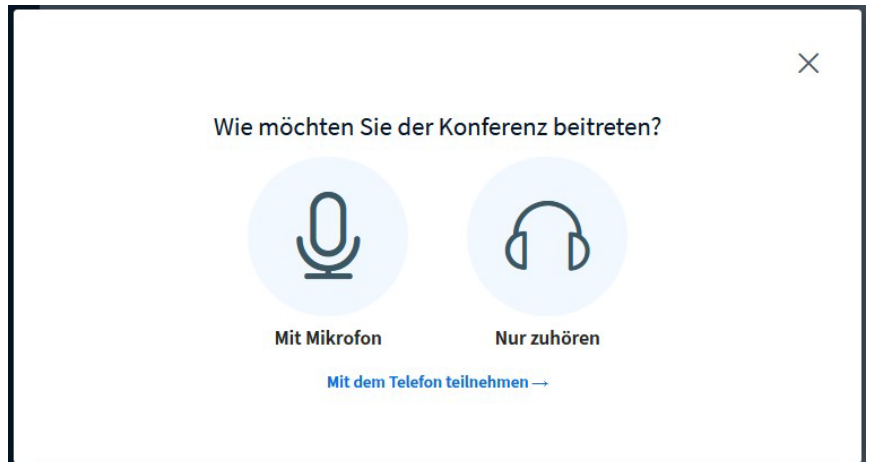 Wie möchten Sie der Konferenz beitreten?
Mit Mikrofon
Nur zuhören
Mit dem Telefon teilnehmen →